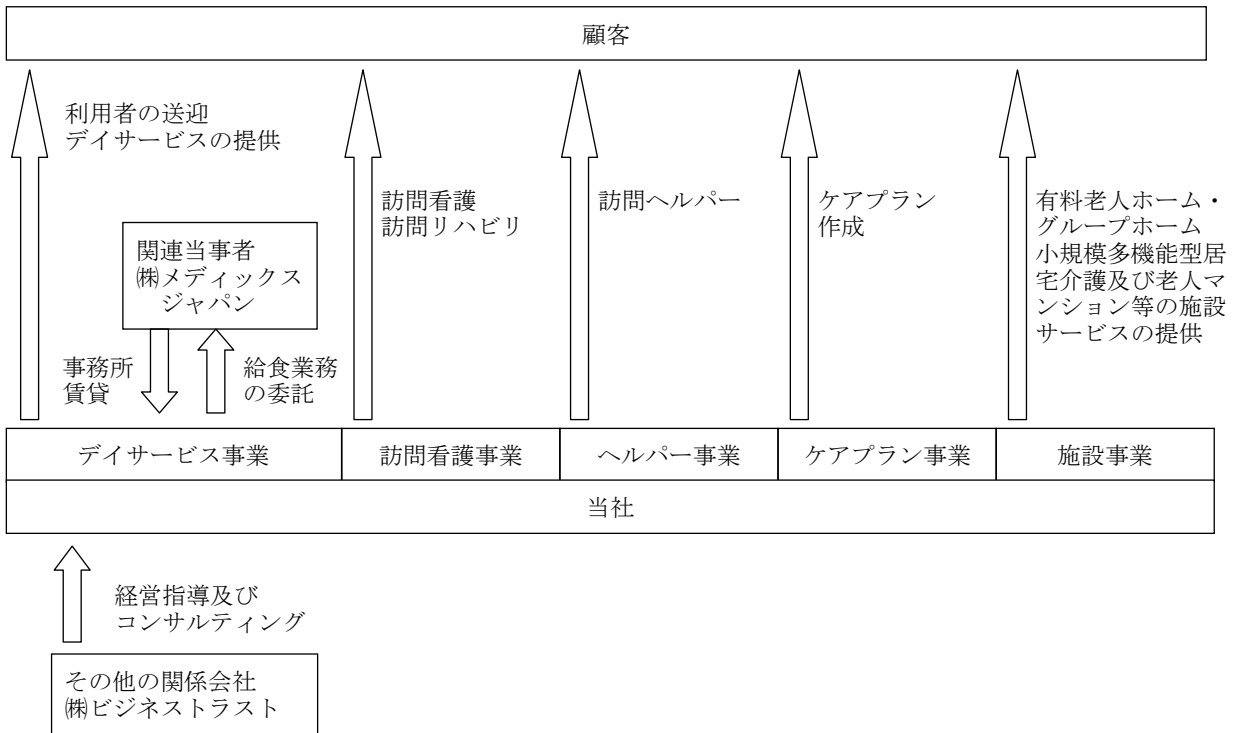 顧客
利用者の送迎
デイサービスの提供
訪問看護
訪問リハビリ
訪問ヘルパー
ケアプラン
作成
有料老人ホーム・
グループホーム
小規模多機能型居
宅介護及び老人マ
ンション等の施設
サービスの提供
関連当事者
㈱メディックス
ジャパン
事務所
賃貸
給食業務
の委託
デイサービス事業
訪問看護事業
ヘルパー事業
ケアプラン事業
施設事業
当社
経営指導及び
コンサルティング
その他の関係会社
㈱ビジネストラスト